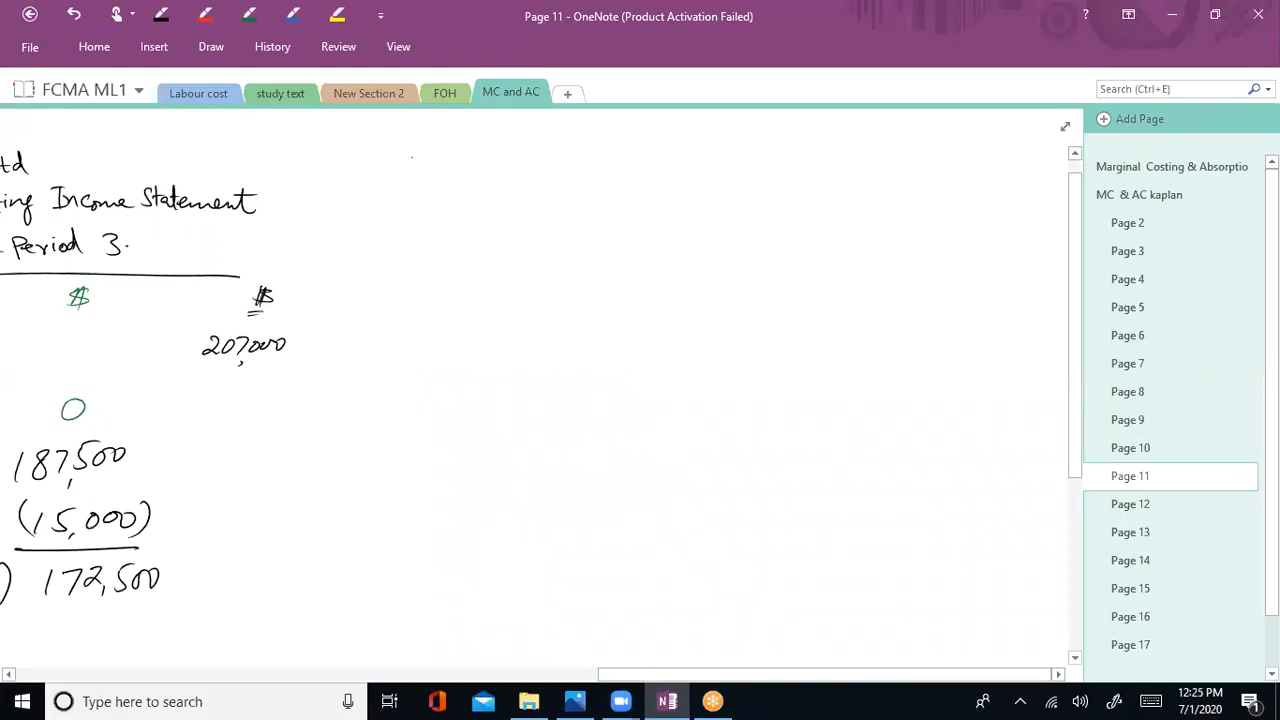 Page 11 - OneNote (Product Activation Failed)
File Home Insert Draw History Review View
FCMA ML1 Labour cost study text New Section 2 FOH MC and AC
Search (Ctrl+E)
Add Page
td
ing Income Statement
Period 3.
$ $
207,000
0
187,500
(15,000)
) 172,500
Marginal Costing & Absorptio
MC & AC kaplan
Page 2
Page 3
Page 4
Page 5
Page 6
Page 7
Page 8
Page 9
Page 10
Page 11
Page 12
Page 13
Page 14
Page 15
Page 16
Page 17
Type here to search
12:25 PM
7/1/2020